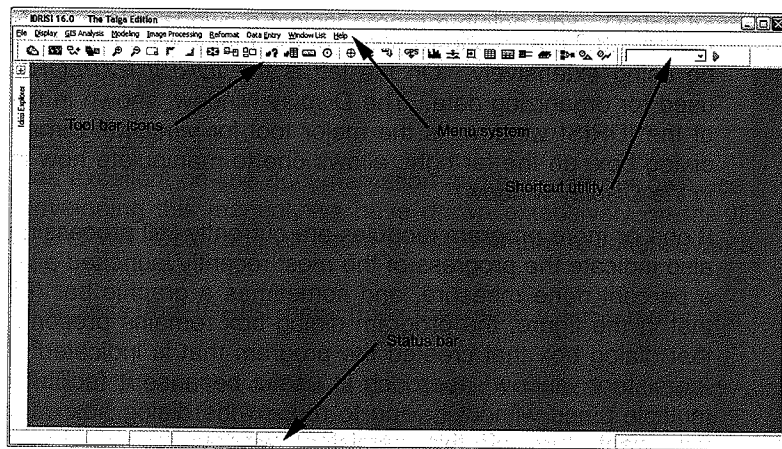 IDRISI 16.0 The Taiga Edition
File Display GIS Analysis Modeling Image Processing Reformat Data Entry Window List Help
GPS
Idrisi Explorer
Tool bar icons
Menu system
Shortcut utility
Status bar